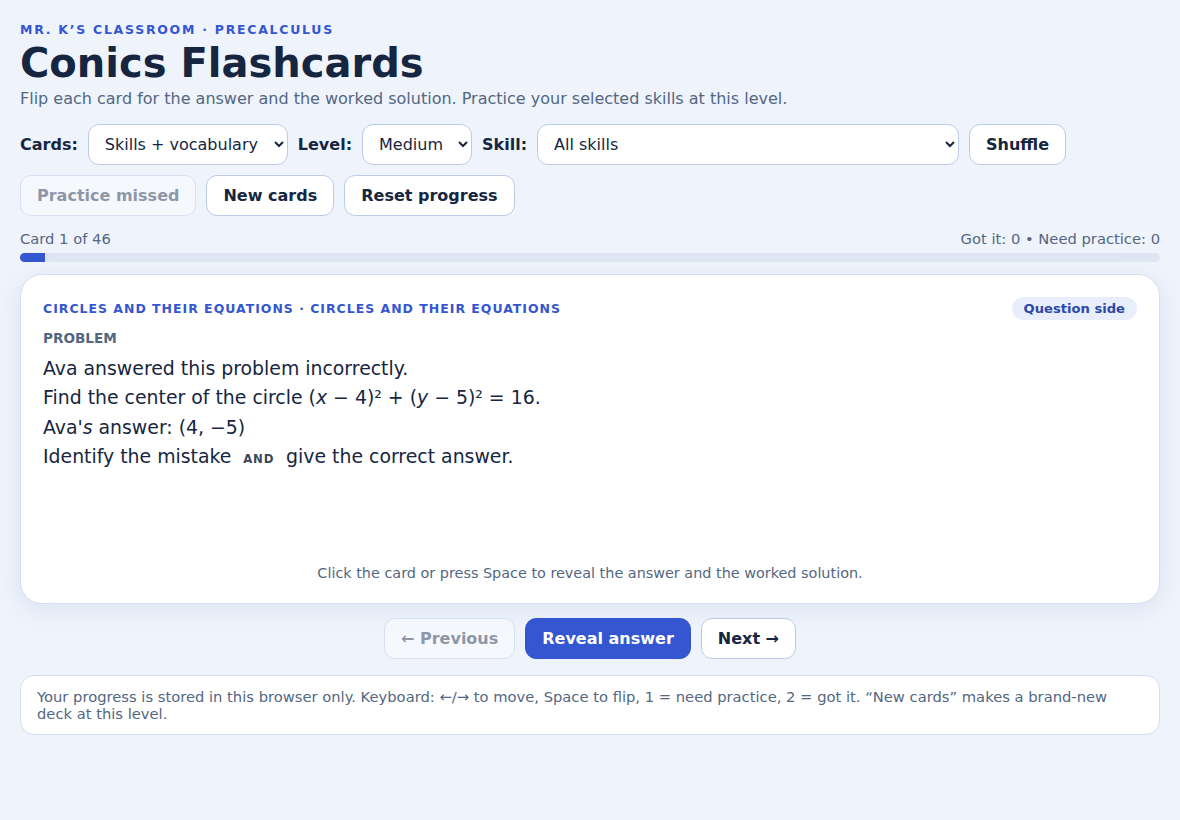 MR. K’S CLASSROOM · PRECALCULUS
Conics Flashcards
Flip each card for the answer and the worked solution. Practice your selected skills at this level.
Cards: Skills + vocabulary Level: Medium Skill: All skills Shuffle
Practice missed New cards Reset progress
Card 1 of 46 Got it: 0 • Need practice: 0
CIRCLES AND THEIR EQUATIONS · CIRCLES AND THEIR EQUATIONS Question side
PROBLEM
Ava answered this problem incorrectly.
Find the center of the circle (x − 4)² + (y − 5)² = 16.
Ava's answer: (4, −5)
Identify the mistake AND give the correct answer.
Click the card or press Space to reveal the answer and the worked solution.
← Previous Reveal answer Next →
Your progress is stored in this browser only. Keyboard: ←/→ to move, Space to flip, 1 = need practice, 2 = got it. “New cards” makes a brand-new
deck at this level.